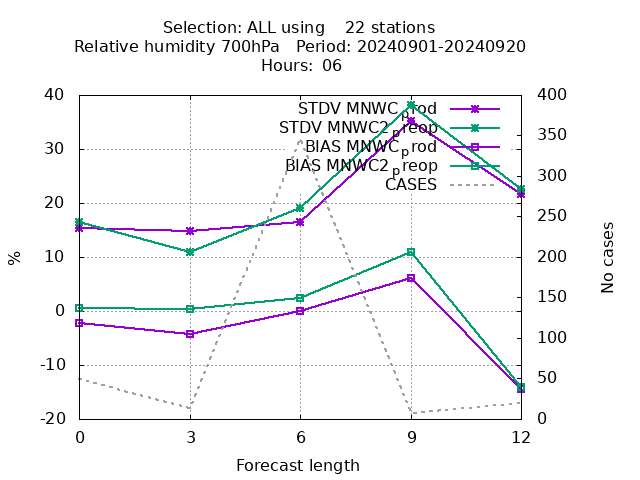 Selection: ALL using 22 stations
Relative humidity 700hPa Period: 20240901-20240920
Hours: 06
STDV MNWC_prod
STDV MNWC2_preop
BIAS MNWC_prod
BIAS MNWC2_preop
CASES
40
30
20
10
0
-10
-20
%
400
350
300
250
200
150
100
50
0
No cases
0 3 6 9 12
Forecast length